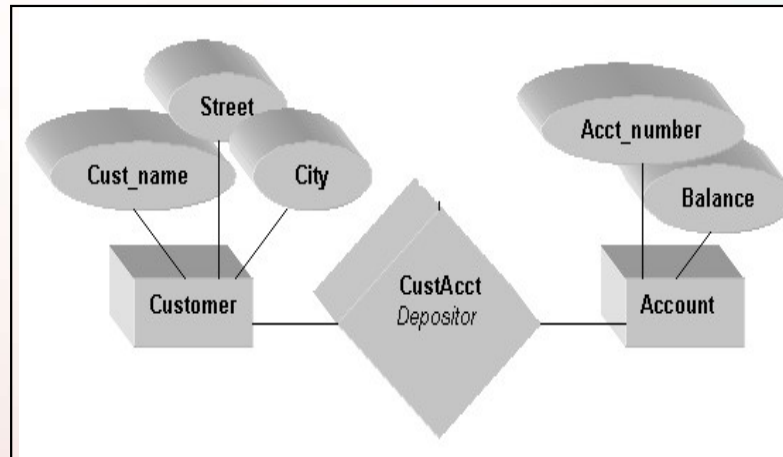 Street
Acct_number
Cust_name
City
Balance
CustAcct
Depositor
Customer
Account